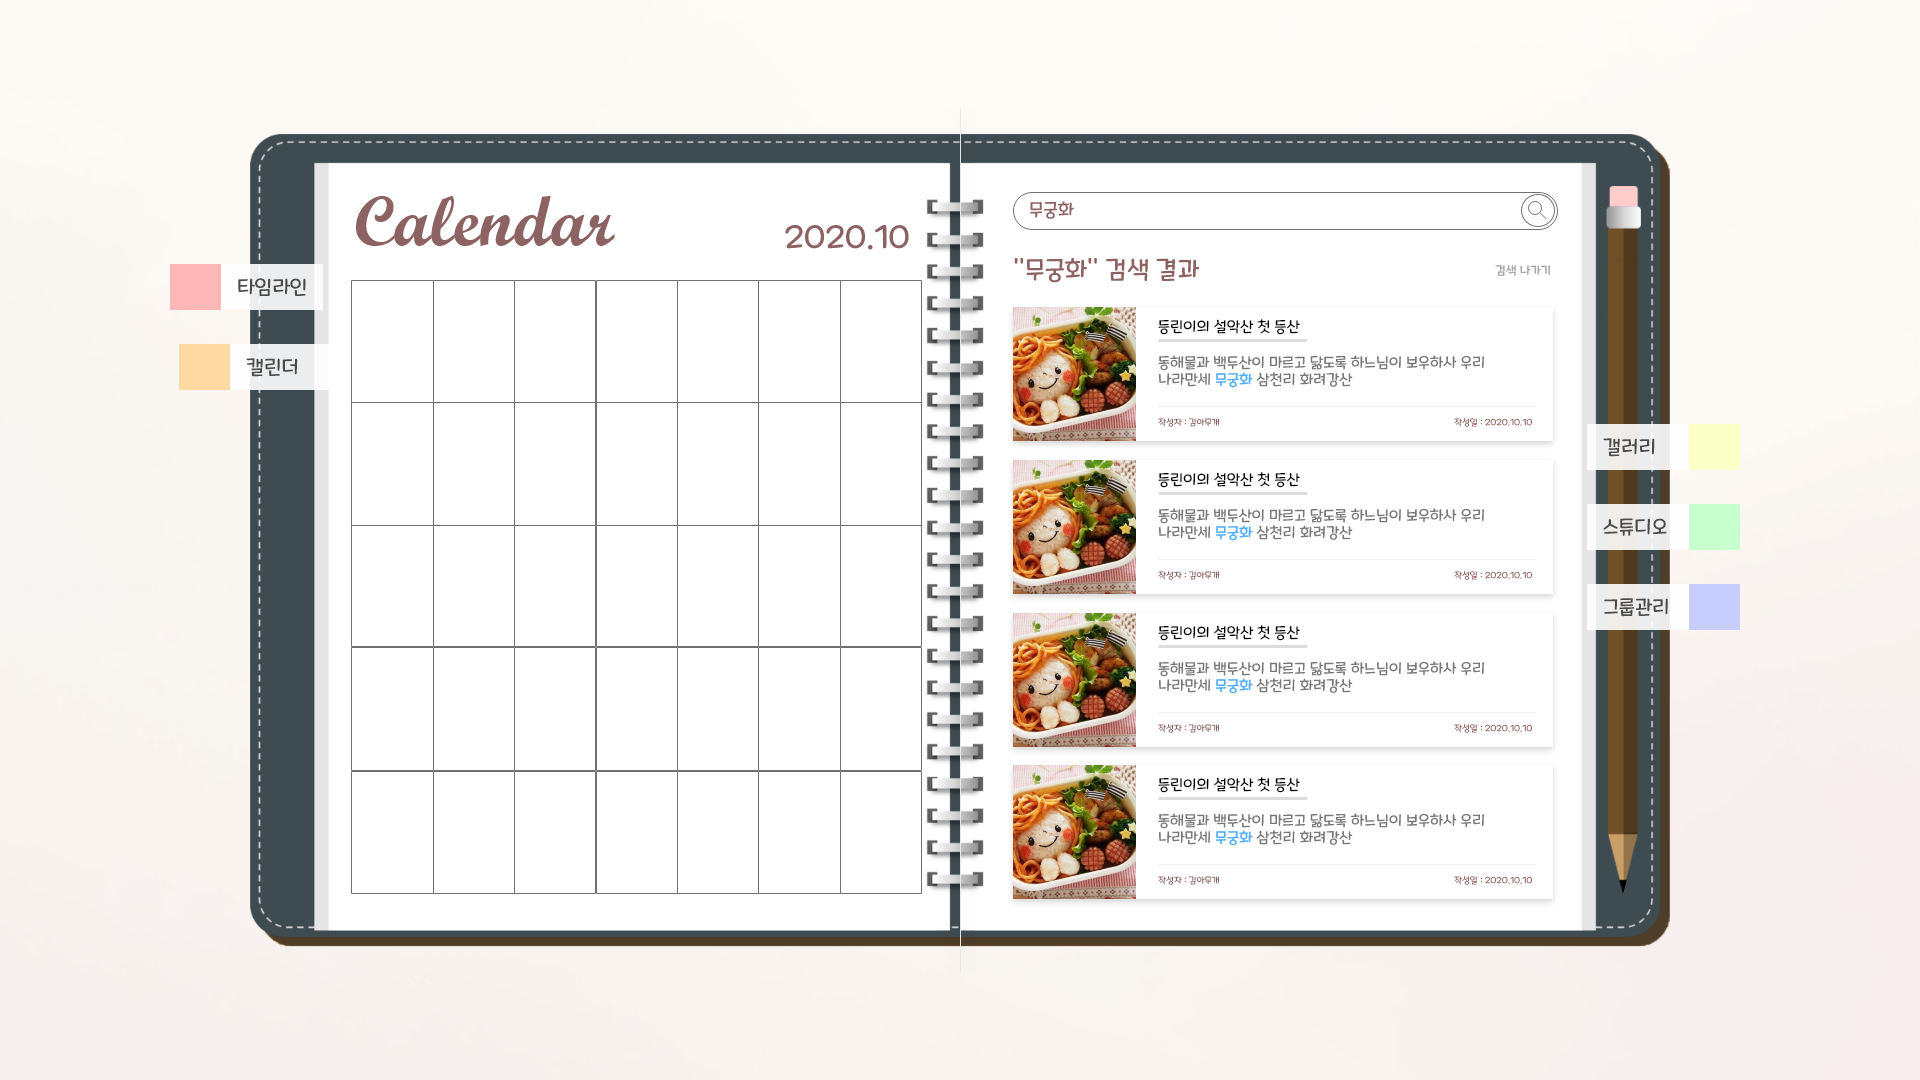 Calendar
2020.10
타임라인
캘린더
무궁화
"무궁화" 검색 결과
검색 나가기
등린이의 설악산 첫 등산
동해물과 백두산이 마르고 닳도록 하느님이 보우하사 우리
나라만세 무궁화 삼천리 화려강산
작성자 : 김아무개
작성일 : 2020.10.10
등린이의 설악산 첫 등산
동해물과 백두산이 마르고 닳도록 하느님이 보우하사 우리
나라만세 무궁화 삼천리 화려강산
작성자 : 김아무개
작성일 : 2020.10.10
등린이의 설악산 첫 등산
동해물과 백두산이 마르고 닳도록 하느님이 보우하사 우리
나라만세 무궁화 삼천리 화려강산
작성자 : 김아무개
작성일 : 2020.10.10
등린이의 설악산 첫 등산
동해물과 백두산이 마르고 닳도록 하느님이 보우하사 우리
나라만세 무궁화 삼천리 화려강산
작성자 : 김아무개
작성일 : 2020.10.10
갤러리
스튜디오
그룹관리